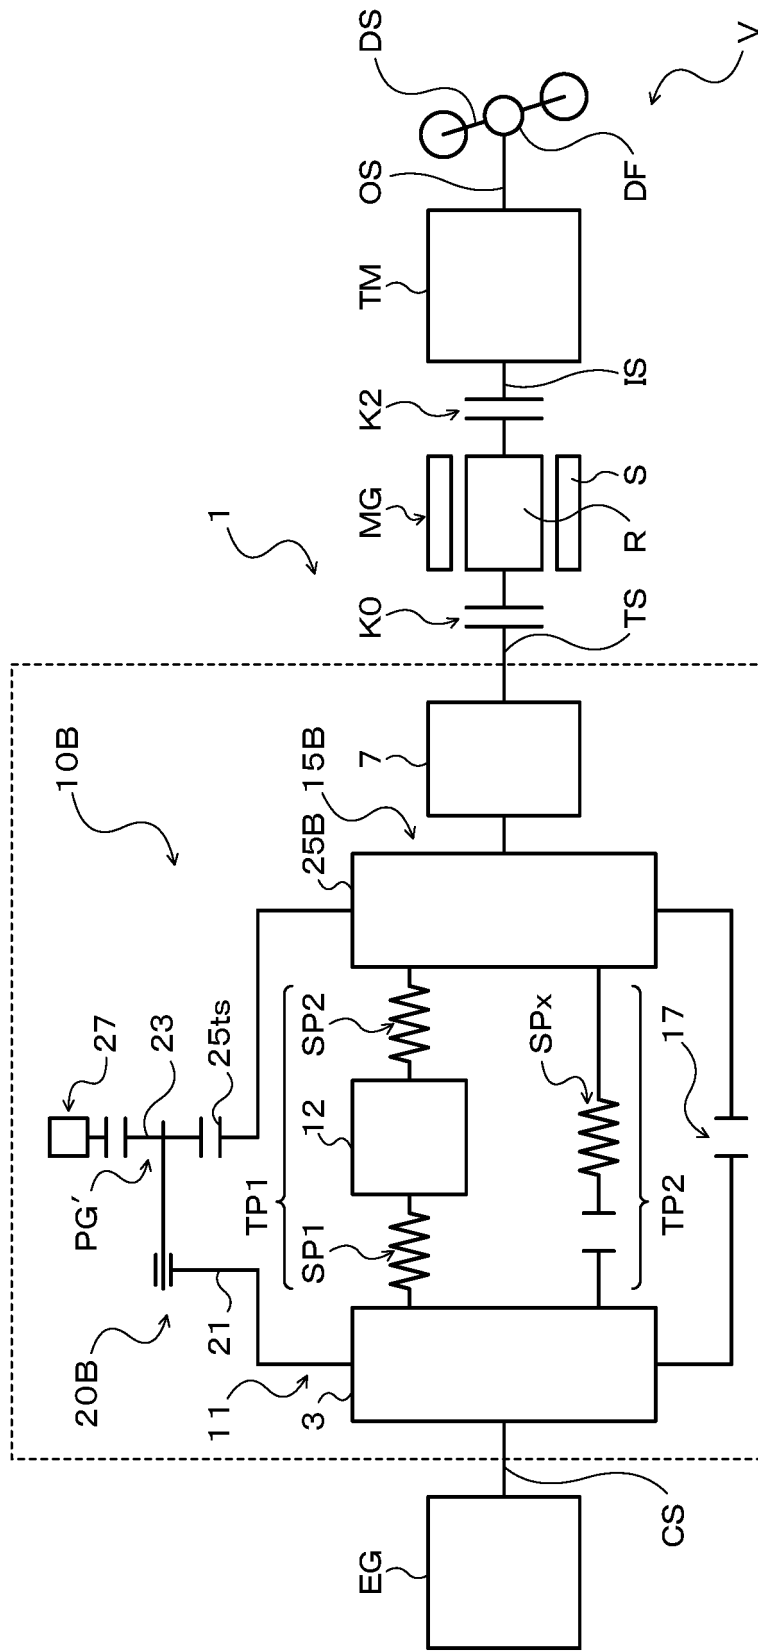 V
DS
OS
DF
TM
IS
K2
MG
S
R
1
K0
TS
10B
7
15B
25B
27
23
25ts
PG′
SP2
SPx
17
12
TP1
TP2
SP1
21
20B
11
3
CS
EG